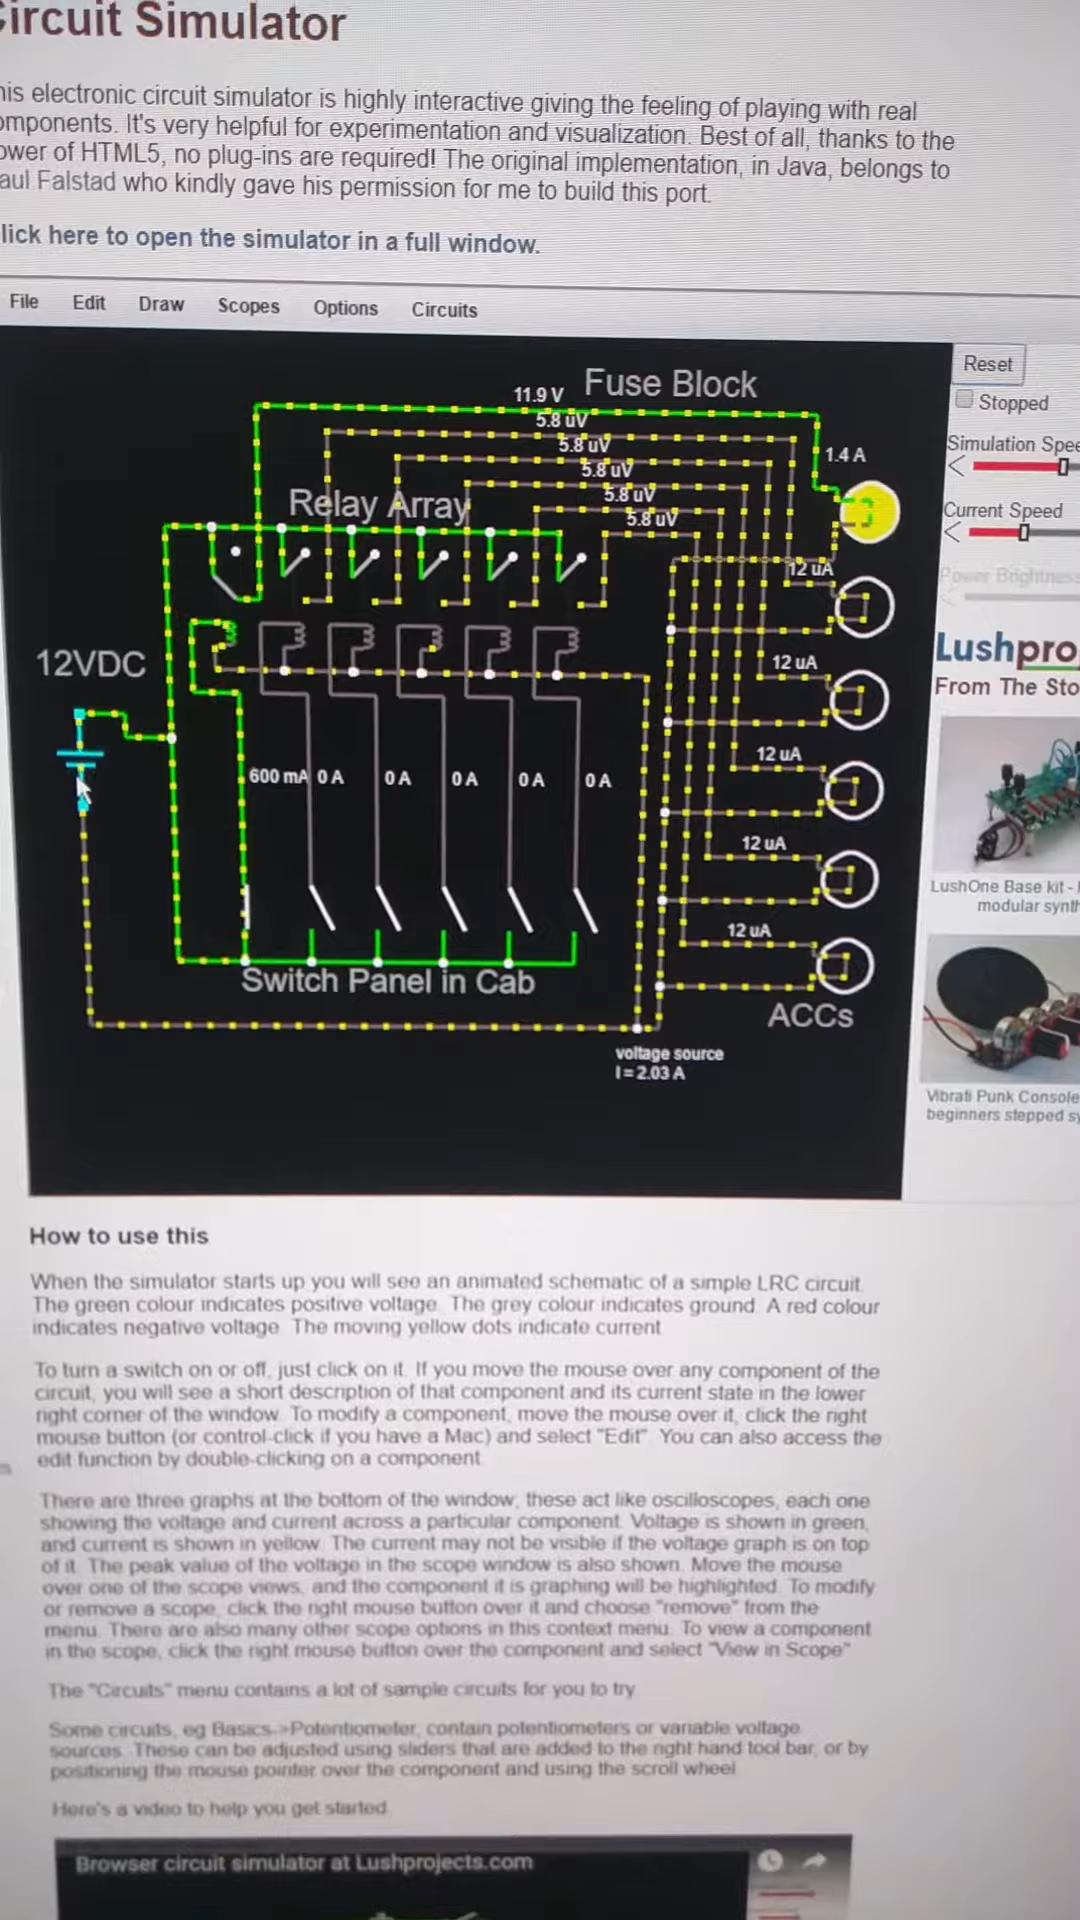 Circuit Simulator
his electronic circuit simulator is highly interactive giving the feeling of playing with real
omponents. It's very helpful for experimentation and visualization. Best of all, thanks to the
ower of HTML5, no plug-ins are required! The original implementation, in Java, belongs to
aul Falstad who kindly gave his permission for me to build this port.
lick here to open the simulator in a full window.
File Edit Draw Scopes Options Circuits
Reset
Stopped
Simulation Spee
Current Speed
Power Brightness
Fuse Block
11.9 V
5.8 uV
5.8 uV
5.8 uV
5.8 uV
5.8 uV
1.4 A
Relay Array
12 uA
12VDC
12 uA
12 uA
12 uA
12 uA
600 mA 0 A 0 A 0 A 0 A 0 A
Switch Panel in Cab
ACCs
voltage source
I = 2.03 A
Lushpro
From The Sto
LushOne Base kit -
modular synth
Vibrati Punk Console
beginners stepped sy
How to use this
When the simulator starts up you will see an animated schematic of a simple LRC circuit.
The green colour indicates positive voltage. The grey colour indicates ground. A red colour
indicates negative voltage. The moving yellow dots indicate current.
To turn a switch on or off, just click on it. If you move the mouse over any component of the
circuit, you will see a short description of that component and its current state in the lower
right corner of the window. To modify a component, move the mouse over it, click the right
mouse button (or control-click if you have a Mac) and select "Edit". You can also access the
edit function by double-clicking on a component.
There are three graphs at the bottom of the window; these act like oscilloscopes, each one
showing the voltage and current across a particular component. Voltage is shown in green,
and current is shown in yellow. The current may not be visible if the voltage graph is on top
of it. The peak value of the voltage in the scope window is also shown. Move the mouse
over one of the scope views, and the component it is graphing will be highlighted. To modify
or remove a scope, click the right mouse button over it and choose "remove" from the
menu. There are also many other scope options in this context menu. To view a component
in the scope, click the right mouse button over the component and select "View in Scope".
The "Circuits" menu contains a lot of sample circuits for you to try.
Some circuits, eg Basics->Potentiometer, contain potentiometers or variable voltage
sources. These can be adjusted using sliders that are added to the right hand tool bar, or by
positioning the mouse pointer over the component and using the scroll wheel.
Here's a video to help you get started.
Browser circuit simulator at Lushprojects.com